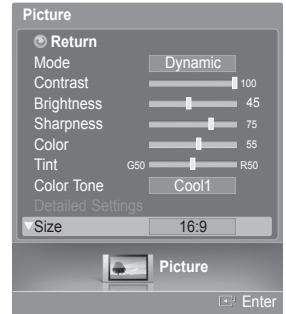 Picture
Return
Mode Dynamic
Contrast 100
Brightness 45
Sharpness 75
Color 55
Tint G50 R50
Color Tone Cool1
Detailed Settings
▼Size 16:9
Picture
Enter